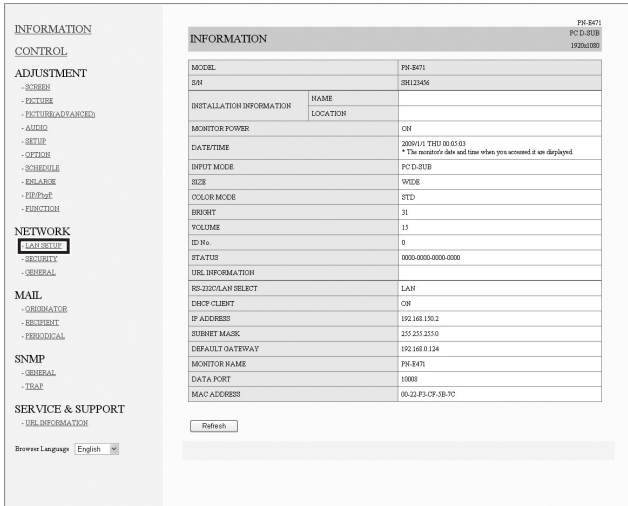 INFORMATION
CONTROL
ADJUSTMENT
- SCREEN
- PICTURE
- PICTURE(ADVANCED)
- AUDIO
- SETUP
- OPTION
- SCHEDULE
- ENLARGE
- PIP/PbyP
- FUNCTION
NETWORK
- LAN SETUP
- SECURITY
- GENERAL
MAIL
- ORIGINATOR
- RECIPIENT
- PERIODICAL
SNMP
- GENERAL
- TRAP
SERVICE & SUPPORT
- URL INFORMATION
Browser Language English
PN-E471
INFORMATION PC D-SUB
1920x1080
MODEL PN-E471
S/N SH123456
INSTALLATION INFORMATION NAME
LOCATION
MONITOR POWER ON
DATE/TIME 2009/1/1 THU 00:05:03
* The monitor's date and time when you accessed it are displayed.
INPUT MODE PC D-SUB
SIZE WIDE
COLOR MODE STD
BRIGHT 31
VOLUME 15
ID No. 0
STATUS 0000-0000-0000-0000
URL INFORMATION
RS-232C/LAN SELECT LAN
DHCP CLIENT ON
IP ADDRESS 192.168.150.2
SUBNET MASK 255.255.255.0
DEFAULT GATEWAY 192.168.0.124
MONITOR NAME PN-E471
DATA PORT 10008
MAC ADDRESS 00-22-F3-CF-5B-7C
Refresh